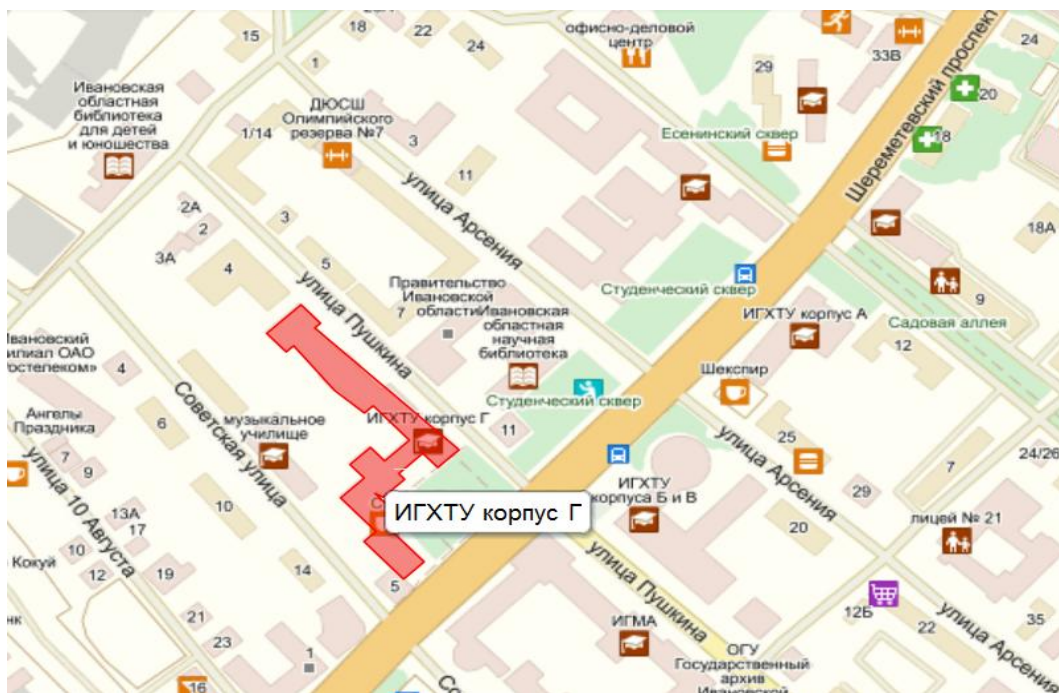 15
18
22
24
офисно-деловой
центр
29
33В
24
20
18
Шереметевский проспект
Ивановская
областная
библиотека
для детей
и юношества
1
ДЮСШ
Олимпийского
резерва №7
1/14
3
11
Есенинский сквер
улица Арсения
2А
2
3
3А
4
5
улица Пушкина
Правительство
Ивановской
области
7
Ивановская
областная
научная
библиотека
Студенческий сквер
ИГХТУ корпус А
18А
9
Садовая аллея
12
4
Шекспир
Студенческий сквер
Ангелы
Праздника
6
Советская улица
музыкальное
училище
ИГХТУ корпус Г
11
25
улица Арсения
7
24/26
7
9
улица 10 Августа
13А
17
10
ИГХТУ корпус Г
ИГХТУ
корпуса Б и В
29
20
лицей № 21
Кокуй
10
12
19
14
5
улица Пушкина
21
23
1
16
ИГМА
ОГУ
Государственный
архив
Ивановской
12Б
22
35
улица Арсения